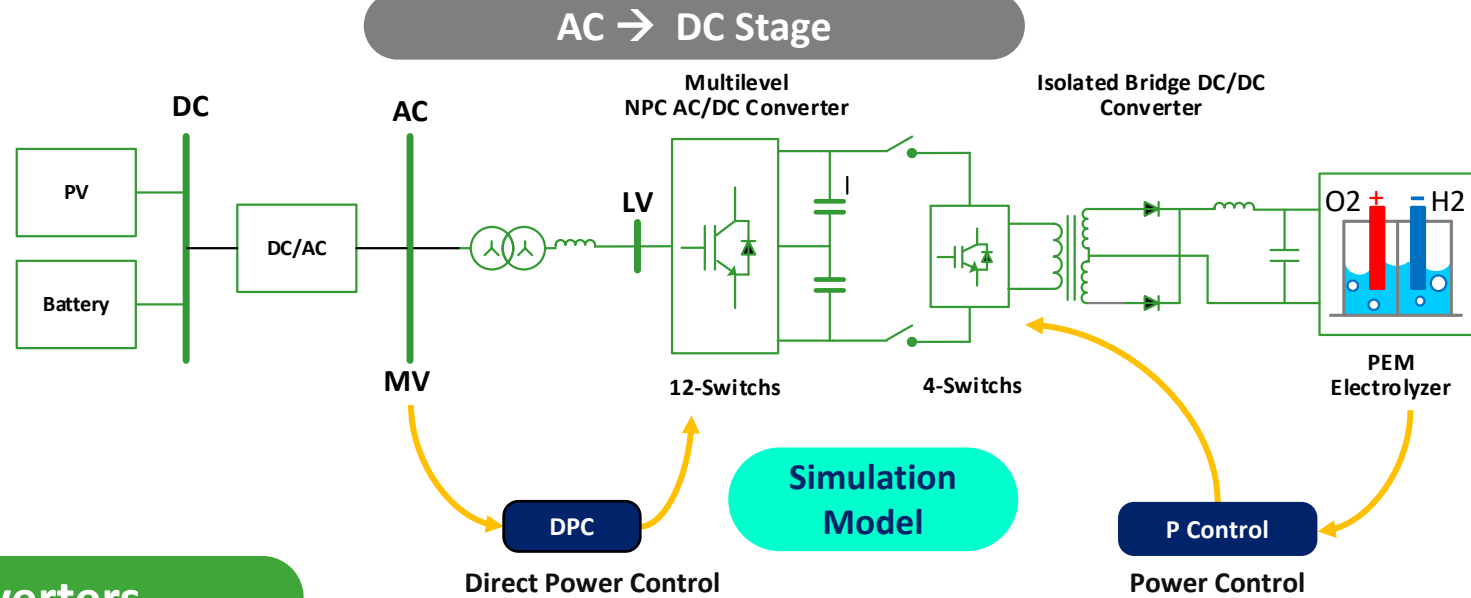 AC → DC Stage
Multilevel
NPC AC/DC Converter
Isolated Bridge DC/DC
Converter
DC
AC
PV
LV
O2 + - H2
DC/AC
Battery
MV
12-Switchs
4-Switchs
PEM
Electrolyzer
Simulation
Model
DPC
P Control
Direct Power Control
Power Control